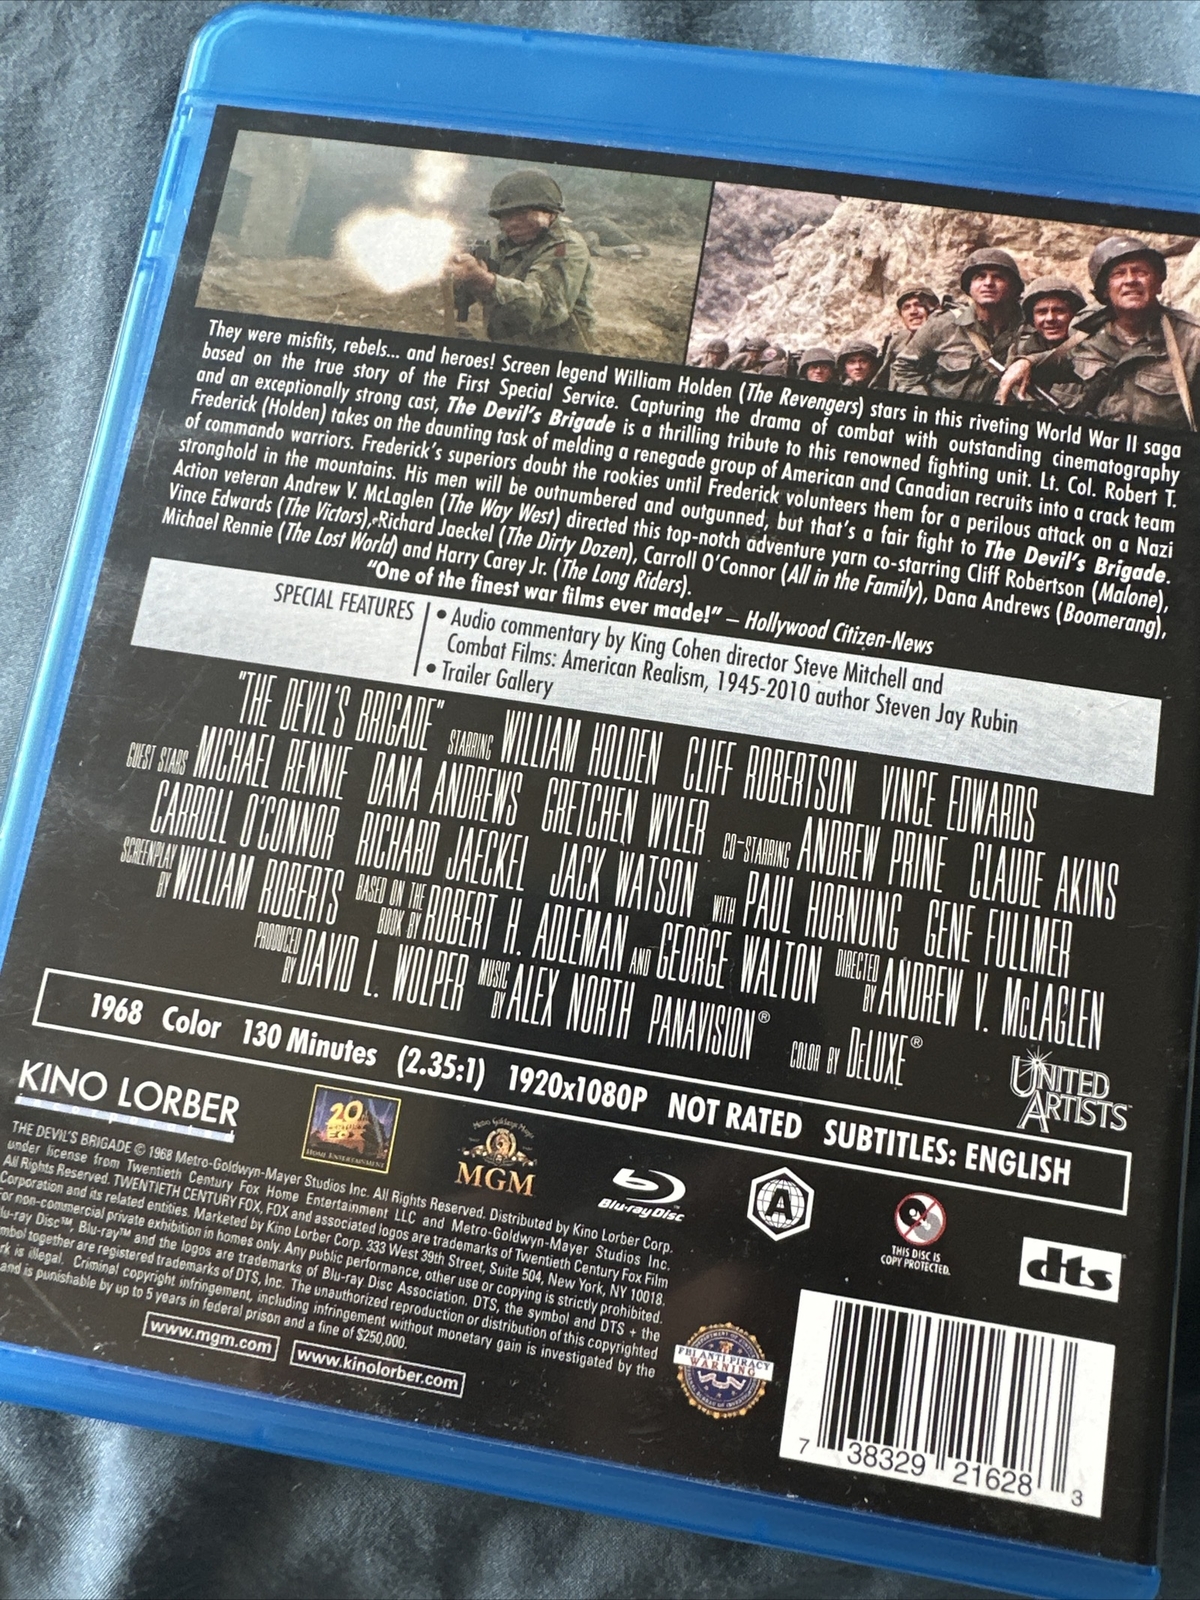 They were misfits, rebels... and heroes! Screen legend William Holden (The Revengers) stars in this riveting World War II saga
based on the true story of the First Special Service. Capturing the drama of combat with outstanding cinematography
and an exceptionally strong cast, The Devil's Brigade is a thrilling tribute to this renowned fighting unit. Lt. Col. Robert T.
Frederick (Holden) takes on the daunting task of melding a renegade group of American and Canadian recruits into a crack team
of commando warriors. Frederick's superiors doubt the rookies until Frederick volunteers them for a perilous attack on a Nazi
stronghold in the mountains. His men will be outnumbered and outgunned, but that's a fair fight to The Devil's Brigade.
Action veteran Andrew V. McLaglen (The Way West) directed this top-notch adventure yarn co-starring Cliff Robertson (Malone),
Vince Edwards (The Victors), Richard Jaeckel (The Dirty Dozen), Carroll O'Connor (All in the Family), Dana Andrews (Boomerang),
Michael Rennie (The Lost World) and Harry Carey Jr. (The Long Riders).
"One of the finest war films ever made!" – Hollywood Citizen-News
SPECIAL FEATURES
• Audio commentary by King Cohen director Steve Mitchell and
Combat Films: American Realism, 1945-2010 author Steven Jay Rubin
• Trailer Gallery
"THE DEVIL'S BRIGADE" STARRING WILLIAM HOLDEN CLIFF ROBERTSON VINCE EDWARDS
GUEST STARS MICHAEL RENNIE DANA ANDREWS GRETCHEN WYLER CO-STARRING ANDREW PRINE CLAUDE AKINS
CARROLL O'CONNOR RICHARD JAECKEL JACK WATSON WITH PAUL HORNUNG GENE FULLMER
SCREENPLAY BY WILLIAM ROBERTS BASED ON THE BOOK BY ROBERT H. ADLEMAN AND GEORGE WALTON DIRECTED BY ANDREW V. McLAGLEN
PRODUCED BY DAVID L. WOLPER MUSIC BY ALEX NORTH PANAVISION® COLOR BY DeLUXE®
UNITED ARTISTS
1968 Color 130 Minutes (2.35:1) 1920x1080P NOT RATED SUBTITLES: ENGLISH
KINO LORBER
incorporated
20th CENTURY FOX
HOME ENTERTAINMENT
Metro Goldwyn Mayer
MGM
Blu-ray Disc™
A
THIS DISC IS
COPY PROTECTED.
dts
THE DEVIL'S BRIGADE © 1968 Metro-Goldwyn-Mayer Studios Inc. All Rights Reserved. Distributed by Kino Lorber Corp.
under license from Twentieth Century Fox Home Entertainment LLC and Metro-Goldwyn-Mayer Studios Inc.
All Rights Reserved. TWENTIETH CENTURY FOX, FOX and associated logos are trademarks of Twentieth Century Fox Film
Corporation and its related entities. Marketed by Kino Lorber Corp. 333 West 39th Street, Suite 504, New York, NY 10018.
For non-commercial private exhibition in homes only. Any public performance, other use or copying is strictly prohibited.
lu-ray Disc™, Blu-ray™ and the logos are trademarks of Blu-ray Disc Association. DTS, the symbol and DTS + the
mbol together are registered trademarks of DTS, Inc. The unauthorized reproduction or distribution of this copyrighted
rk is illegal. Criminal copyright infringement, including infringement without monetary gain is investigated by the
and is punishable by up to 5 years in federal prison and a fine of $250,000.
www.mgm.com
www.kinolorber.com
FBI ANTI-PIRACY
WARNING
7 38329 21628 3